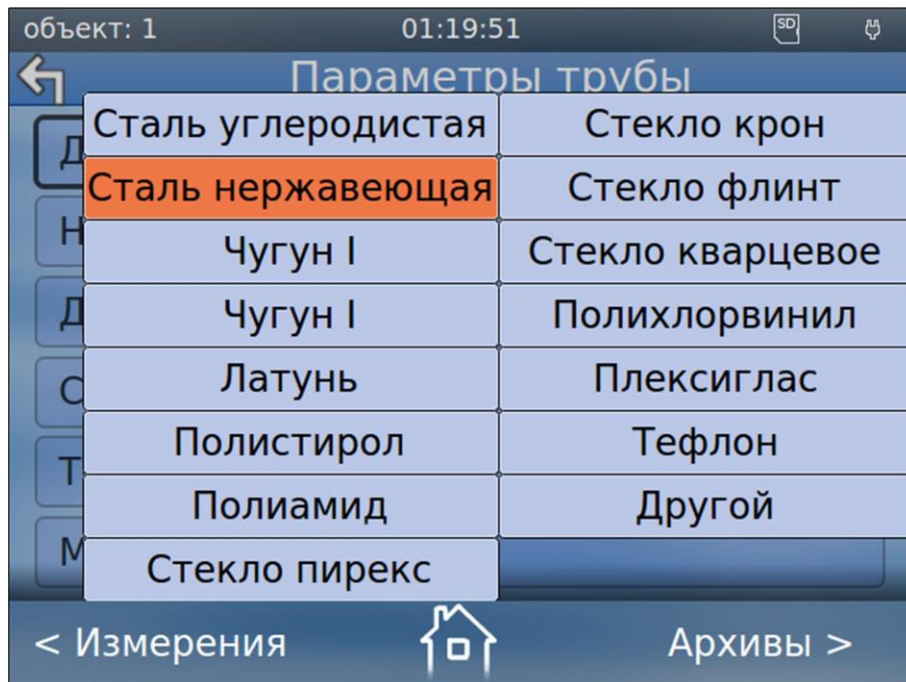 объект: 1 01:19:51 SD
Параметры трубы
Сталь углеродистая Стекло крон
Сталь нержавеющая Стекло флинт
Чугун I Стекло кварцевое
Чугун I Полихлорвинил
Латунь Плексиглас
Полистирол Тефлон
Полиамид Другой
Стекло пирекс
< Измерения Архивы >